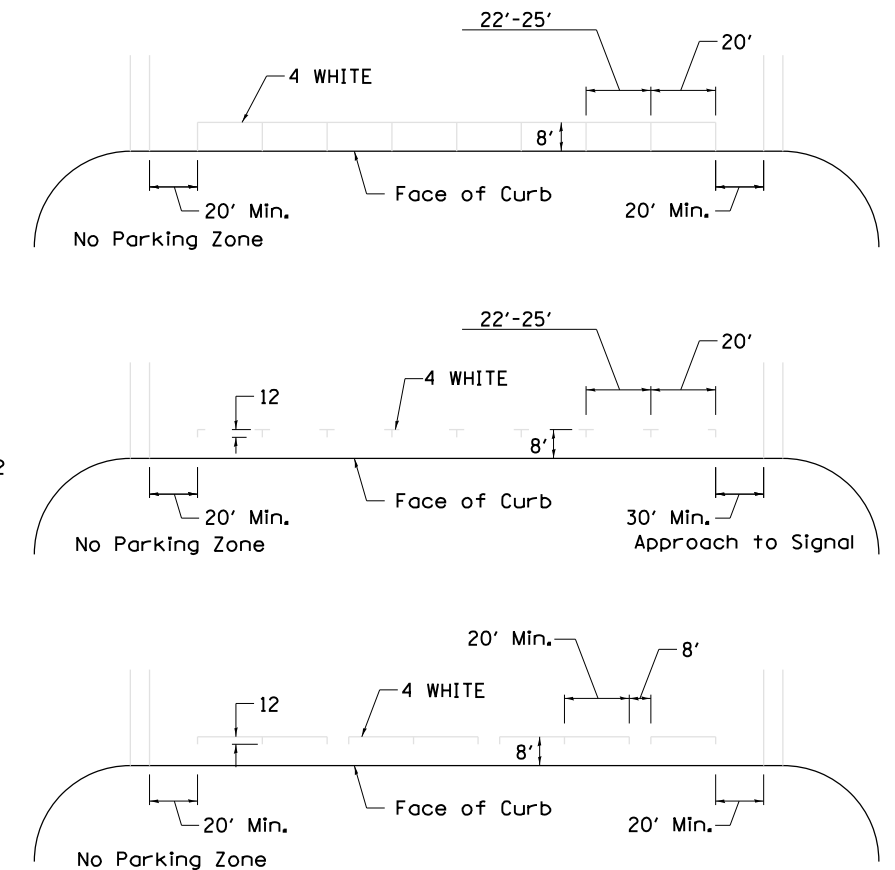 22'-25'
20'
4 WHITE
8'
Face of Curb
20' Min.
20' Min.
No Parking Zone
22'-25'
20'
4 WHITE
12
8'
2
Face of Curb
20' Min.
30' Min.
No Parking Zone
Approach to Signal
20' Min.
8'
4 WHITE
12
8'
Face of Curb
20' Min.
20' Min.
No Parking Zone